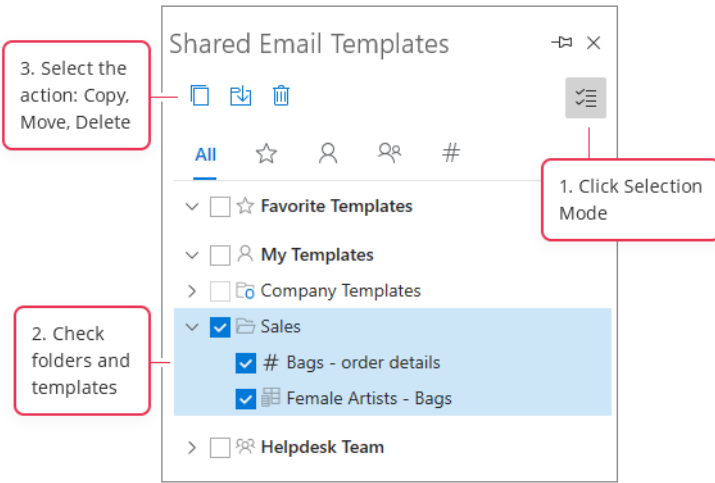 Shared Email Templates
3. Select the
action: Copy,
Move, Delete
All
#
1. Click Selection
Mode
Favorite Templates
My Templates
Company Templates
2. Check
folders and
templates
Sales
# Bags - order details
Female Artists - Bags
Helpdesk Team